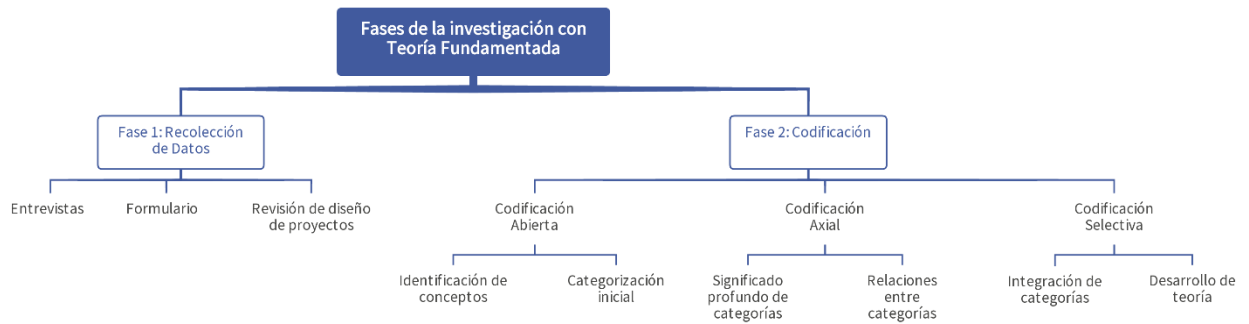 Fases de la investigación con
Teoría Fundamentada
Fase 1: Recolección
de Datos
Fase 2: Codificación
Entrevistas
Formulario
Revisión de diseño
de proyectos
Codificación
Abierta
Codificación
Axial
Codificación
Selectiva
Identificación de
conceptos
Categorización
inicial
Significado
profundo de
categorías
Relaciones
entre
categorías
Integración de
categorías
Desarrollo de
teoría